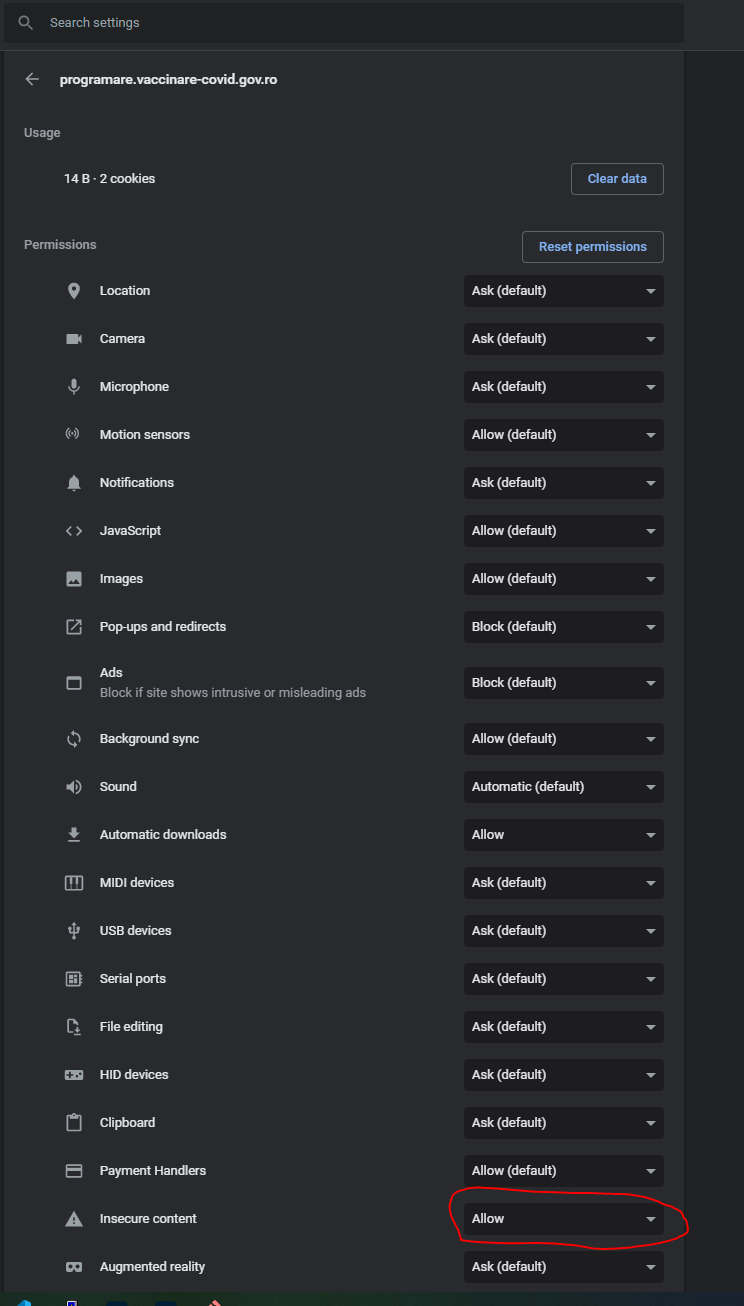 Search settings
programare.vaccinare-covid.gov.ro
Usage
14 B · 2 cookies
Clear data
Permissions
Reset permissions
Location
Ask (default)
Camera
Ask (default)
Microphone
Ask (default)
Motion sensors
Allow (default)
Notifications
Ask (default)
JavaScript
Allow (default)
Images
Allow (default)
Pop-ups and redirects
Block (default)
Ads
Block if site shows intrusive or misleading ads
Block (default)
Background sync
Allow (default)
Sound
Automatic (default)
Automatic downloads
Allow
MIDI devices
Ask (default)
USB devices
Ask (default)
Serial ports
Ask (default)
File editing
Ask (default)
HID devices
Ask (default)
Clipboard
Ask (default)
Payment Handlers
Allow (default)
Insecure content
Allow
Augmented reality
Ask (default)